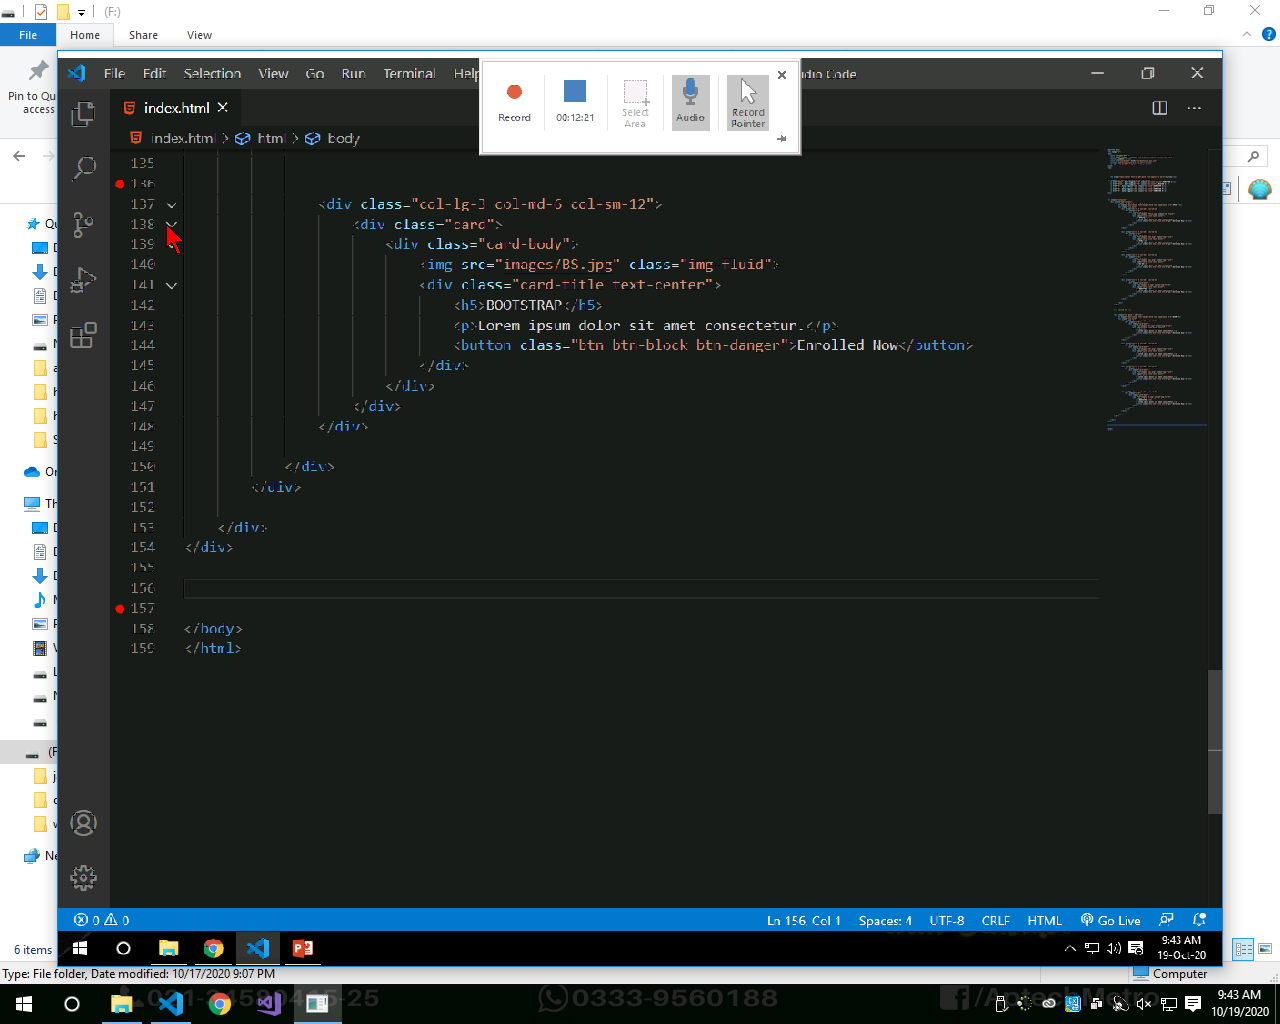 (F:)
File Home Share View
Pin to Qu
access
File Edit Selection View Go Run Terminal Help
Record
00:12:21
Select
Area
Audio
Record
Pointer
index.html
index.html > html > body
135
136
137 <div class="col-lg-3 col-md-6 col-sm-12">
138 <div class="card">
139 <div class="card-body">
140 <img src="images/BS.jpg" class="img-fluid">
141 <div class="card-title text-center">
142 <h5>BOOTSTRAP</h5>
143 <p>Lorem ipsum dolor sit amet consectetur.</p>
144 <button class="btn btn-block btn-danger">Enrolled Now</button>
145 </div>
146 </div>
147 </div>
148 </div>
149
150 </div>
151 </div>
152
153 </div>
154 </div>
155
156
157
158 </body>
159 </html>
0 0
Ln 156, Col 1 Spaces: 4 UTF-8 CRLF HTML Go Live
9:43 AM
19-Oct-20
6 items
Type: File folder, Date modified: 10/17/2020 9:07 PM
Computer
0333-9560188
/AptechMetro
9:43 AM
10/19/2020